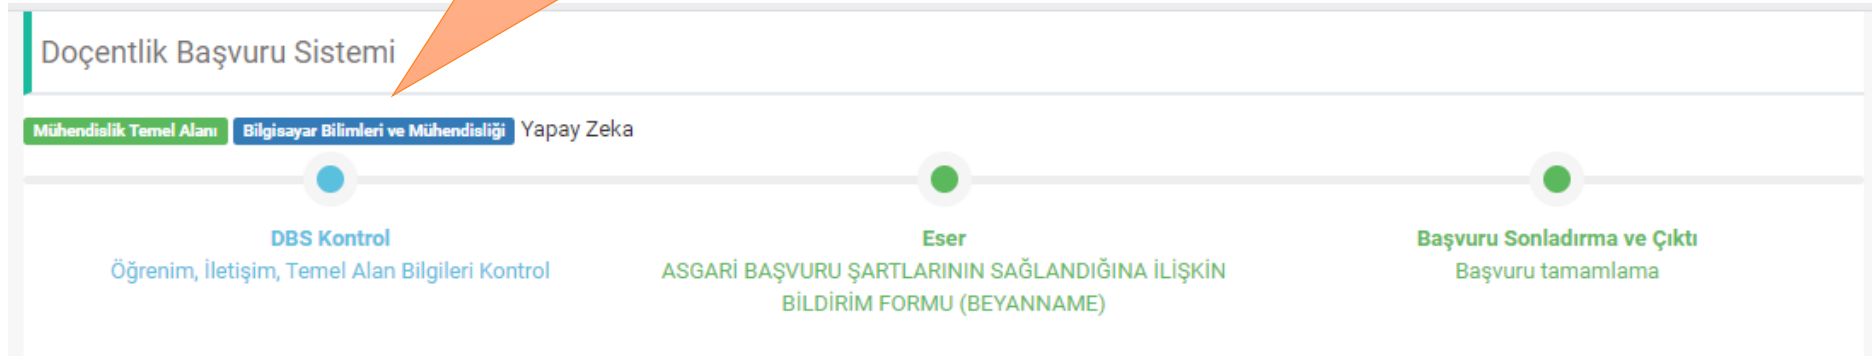 Doçentlik Başvuru Sistemi
Mühendislik Temel Alanı Bilgisayar Bilimleri ve Mühendisliği Yapay Zeka
DBS Kontrol
Öğrenim, İletişim, Temel Alan Bilgileri Kontrol
Eser
ASGARİ BAŞVURU ŞARTLARININ SAĞLANDIĞINA İLİŞKİN
BİLDİRİM FORMU (BEYANNAME)
Başvuru Sonladırma ve Çıktı
Başvuru tamamlama